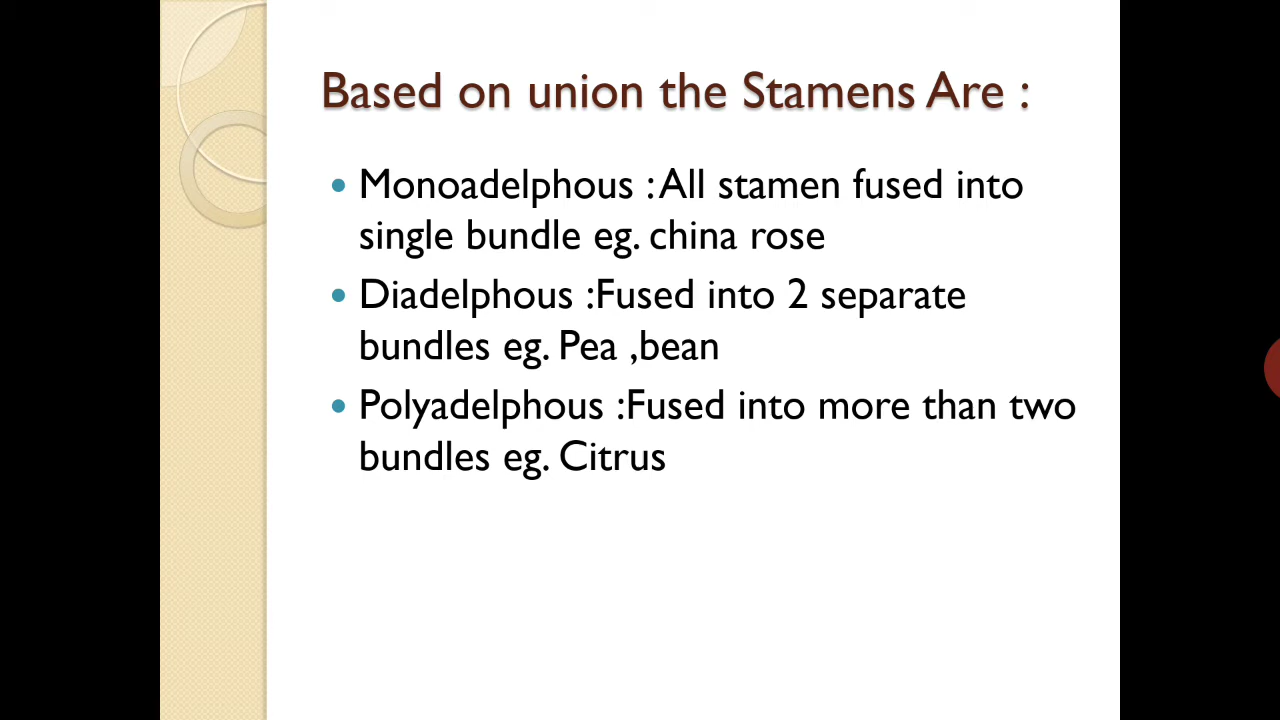 Based on union the Stamens Are :
• Monoadelphous : All stamen fused into
single bundle eg. china rose
• Diadelphous :Fused into 2 separate
bundles eg. Pea ,bean
• Polyadelphous :Fused into more than two
bundles eg. Citrus